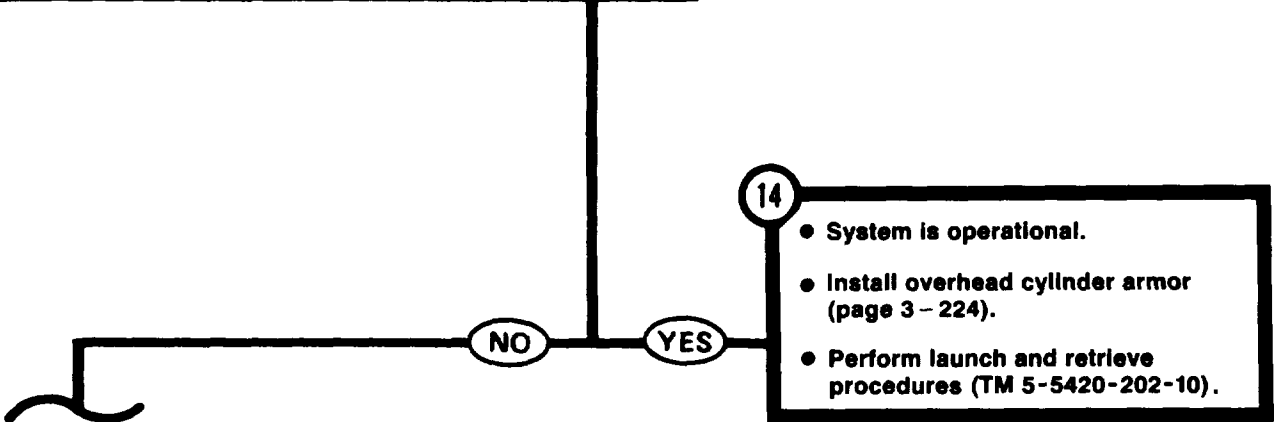 14
● System is operational.
● Install overhead cylinder armor
(page 3-224).
NO
YES
● Perform launch and retrieve
procedures (TM 5-5420-202-10).